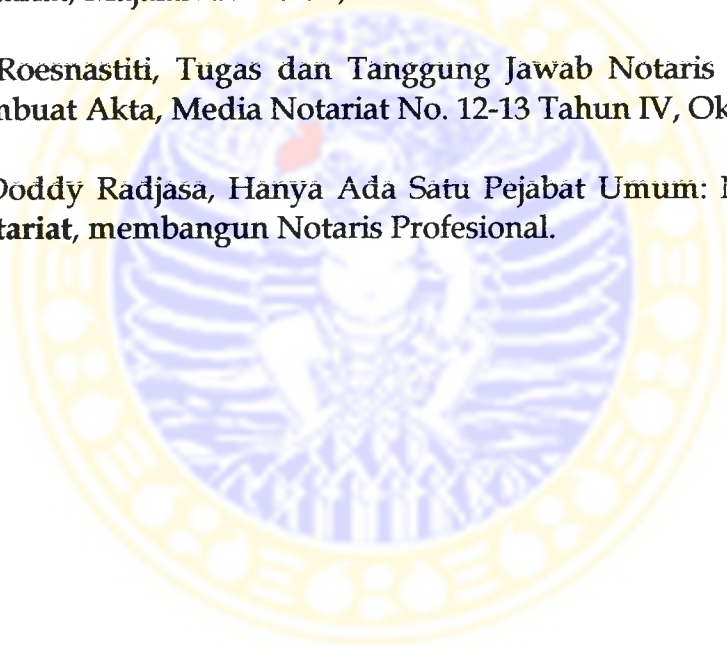 Roesnastiti, Tugas dan Tanggung Jawab Notaris
mbuat Akta, Media Notariat No. 12-13 Tahun IV, Ok
Doddy Radjasa, Hanya Ada Satu Pejabat Umum:
tariat, membangun Notaris Profesional.